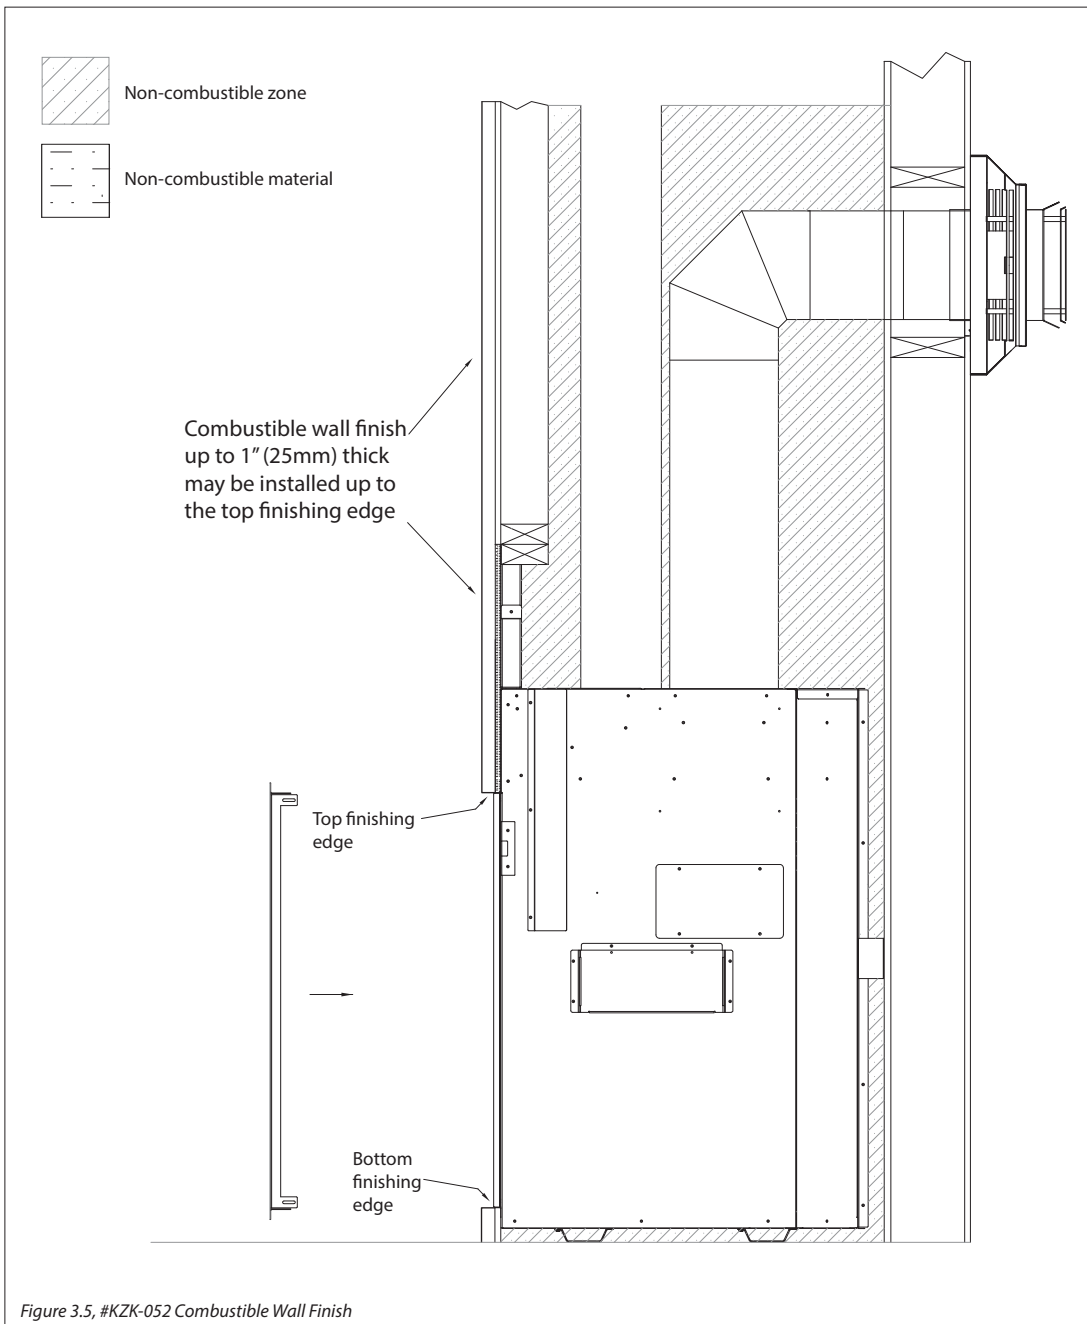 Non-combustible zone
Non-combustible material
Combustible wall finish
up to 1" (25mm) thick
may be installed up to
the top finishing edge
Top finishing
edge
Bottom
finishing
edge
Figure 3.5, #KZK-052 Combustible Wall Finish